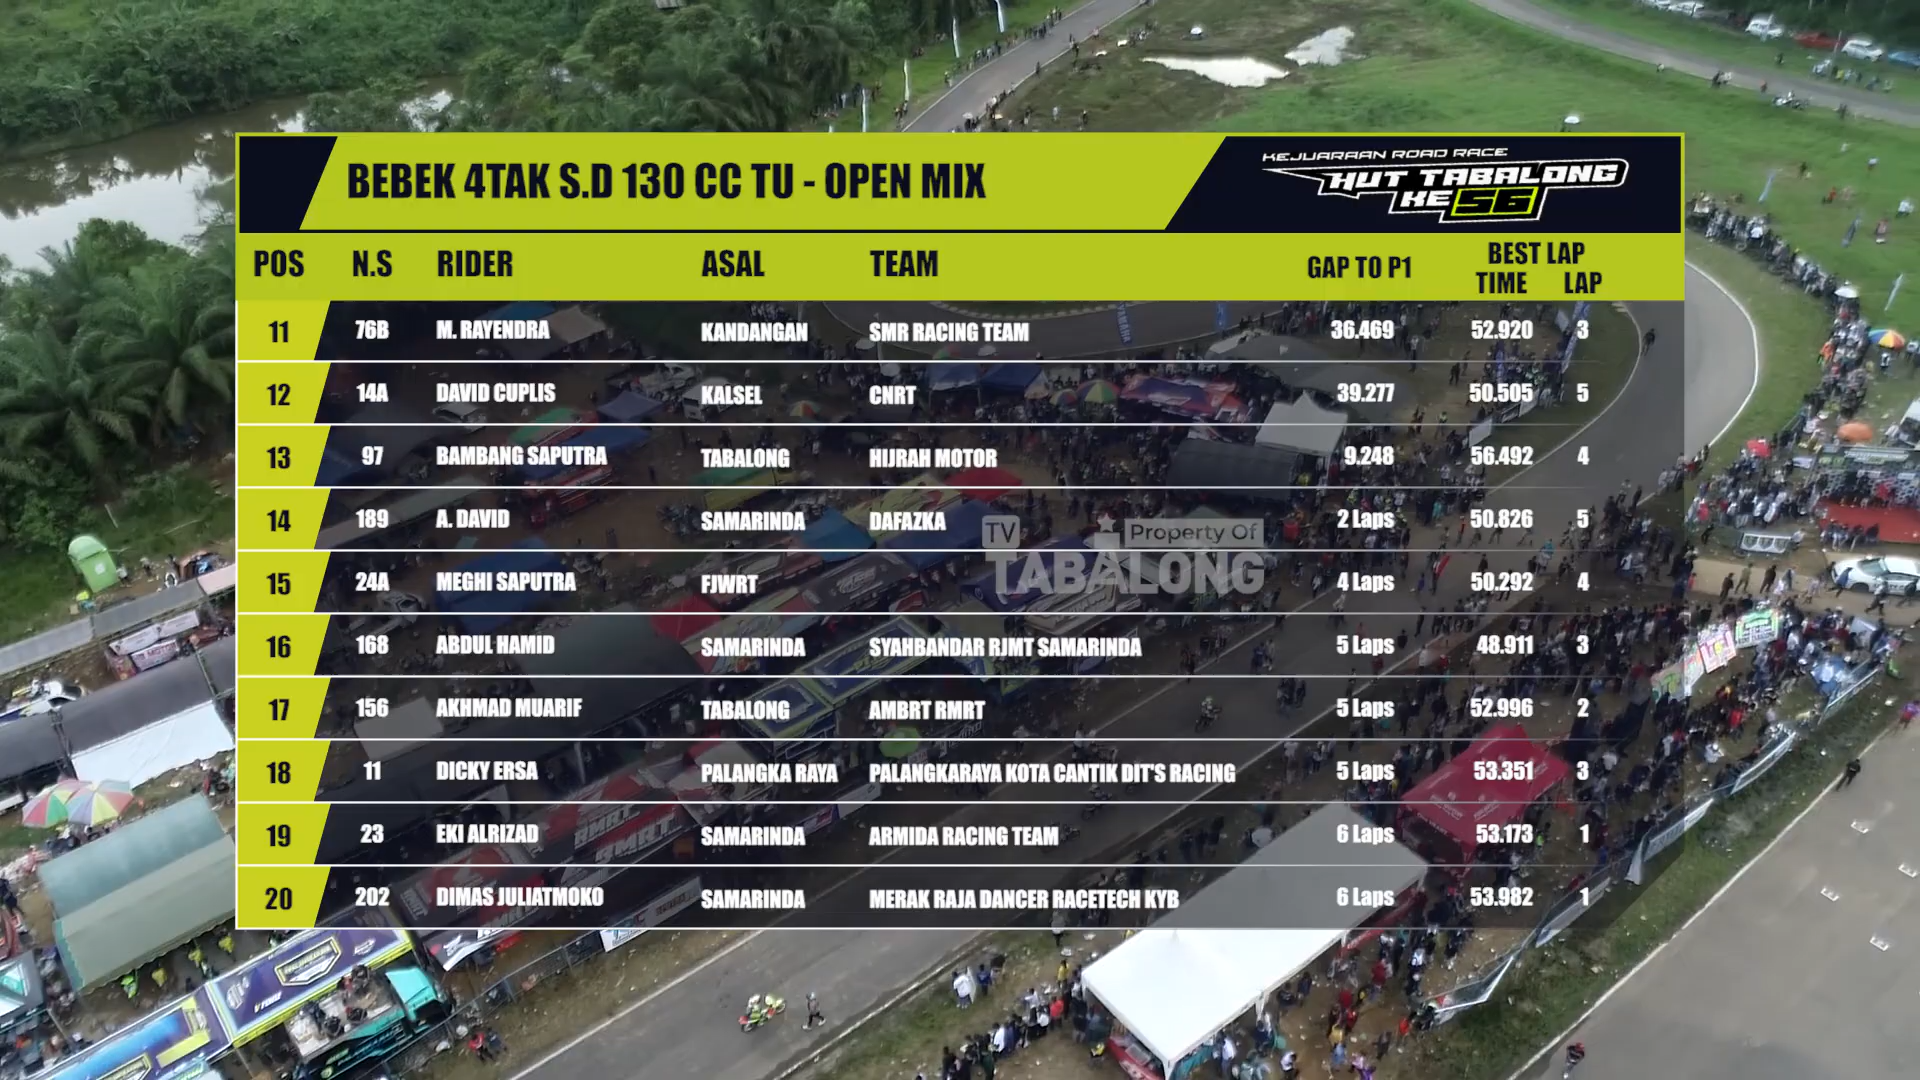 BEBEK 4TAK S.D 130 CC TU - OPEN MIX
KEJUARAAN ROAD RACE
HUT TABALONG
KE 56
POS N.S RIDER ASAL TEAM GAP TO P1 BEST LAP
TIME LAP
11 76B M. RAYENDRA KANDANGAN SMR RACING TEAM 36.469 52.920 3
12 14A DAVID CUPLIS KALSEL CNRT 39.277 50.505 5
13 97 BAMBANG SAPUTRA TABALONG HIJRAH MOTOR 9.248 56.492 4
14 189 A. DAVID SAMARINDA DAFAZKA 2 Laps 50.826 5
TV Property Of
TABALONG
15 24A MEGHI SAPUTRA FJWRT 4 Laps 50.292 4
16 168 ABDUL HAMID SAMARINDA SYAHBANDAR RJMT SAMARINDA 5 Laps 48.911 3
17 156 AKHMAD MUARIF TABALONG AMBRT RMRT 5 Laps 52.996 2
18 11 DICKY ERSA PALANGKA RAYA PALANGKARAYA KOTA CANTIK DIT'S RACING 5 Laps 53.351 3
19 23 EKI ALRIZAD SAMARINDA ARMIDA RACING TEAM 6 Laps 53.173 1
20 202 DIMAS JULIATMOKO SAMARINDA MERAK RAJA DANCER RACETECH KYB 6 Laps 53.982 1